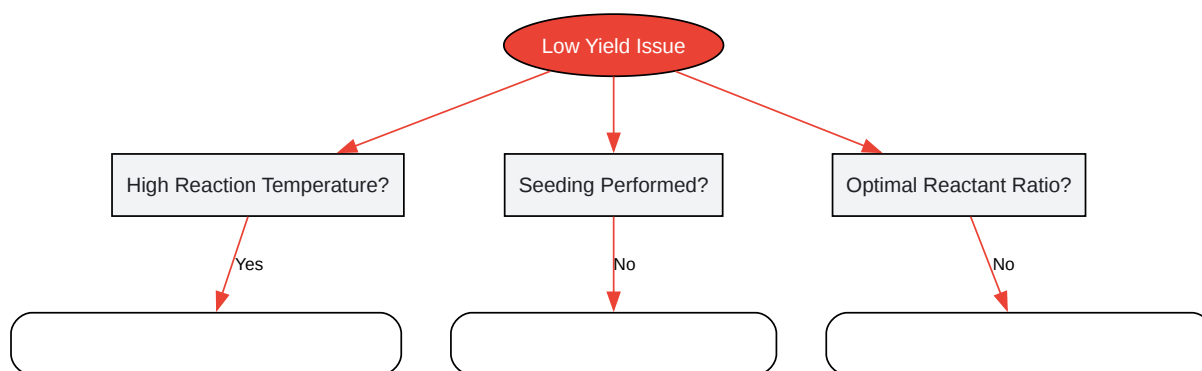 Low Yield Issue
High Reaction Temperature?
Seeding Performed?
Optimal Reactant Ratio?
Yes
No
No